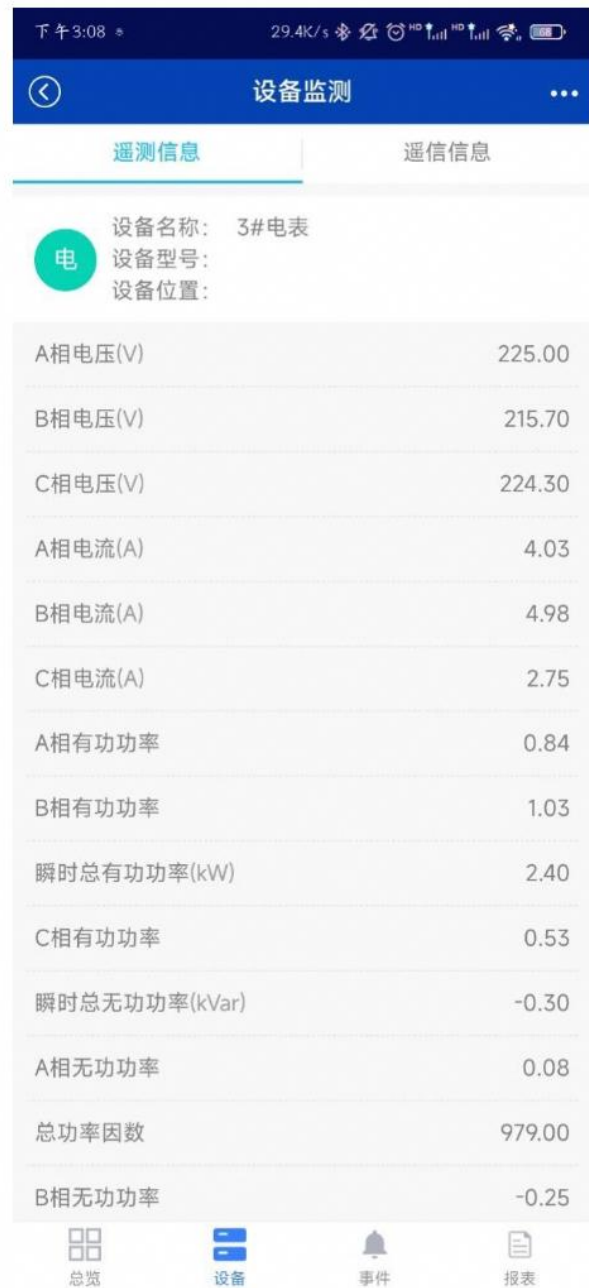 下午3:08
29.4K/s HD HD 68
设备监测
遥测信息 遥信信息
电
设备名称： 3#电表
设备型号：
设备位置：
A相电压(V) 225.00
B相电压(V) 215.70
C相电压(V) 224.30
A相电流(A) 4.03
B相电流(A) 4.98
C相电流(A) 2.75
A相有功功率 0.84
B相有功功率 1.03
瞬时总有功功率(kW) 2.40
C相有功功率 0.53
瞬时总无功功率(kVar) -0.30
A相无功功率 0.08
总功率因数 979.00
B相无功功率 -0.25
总览 设备 事件 报表